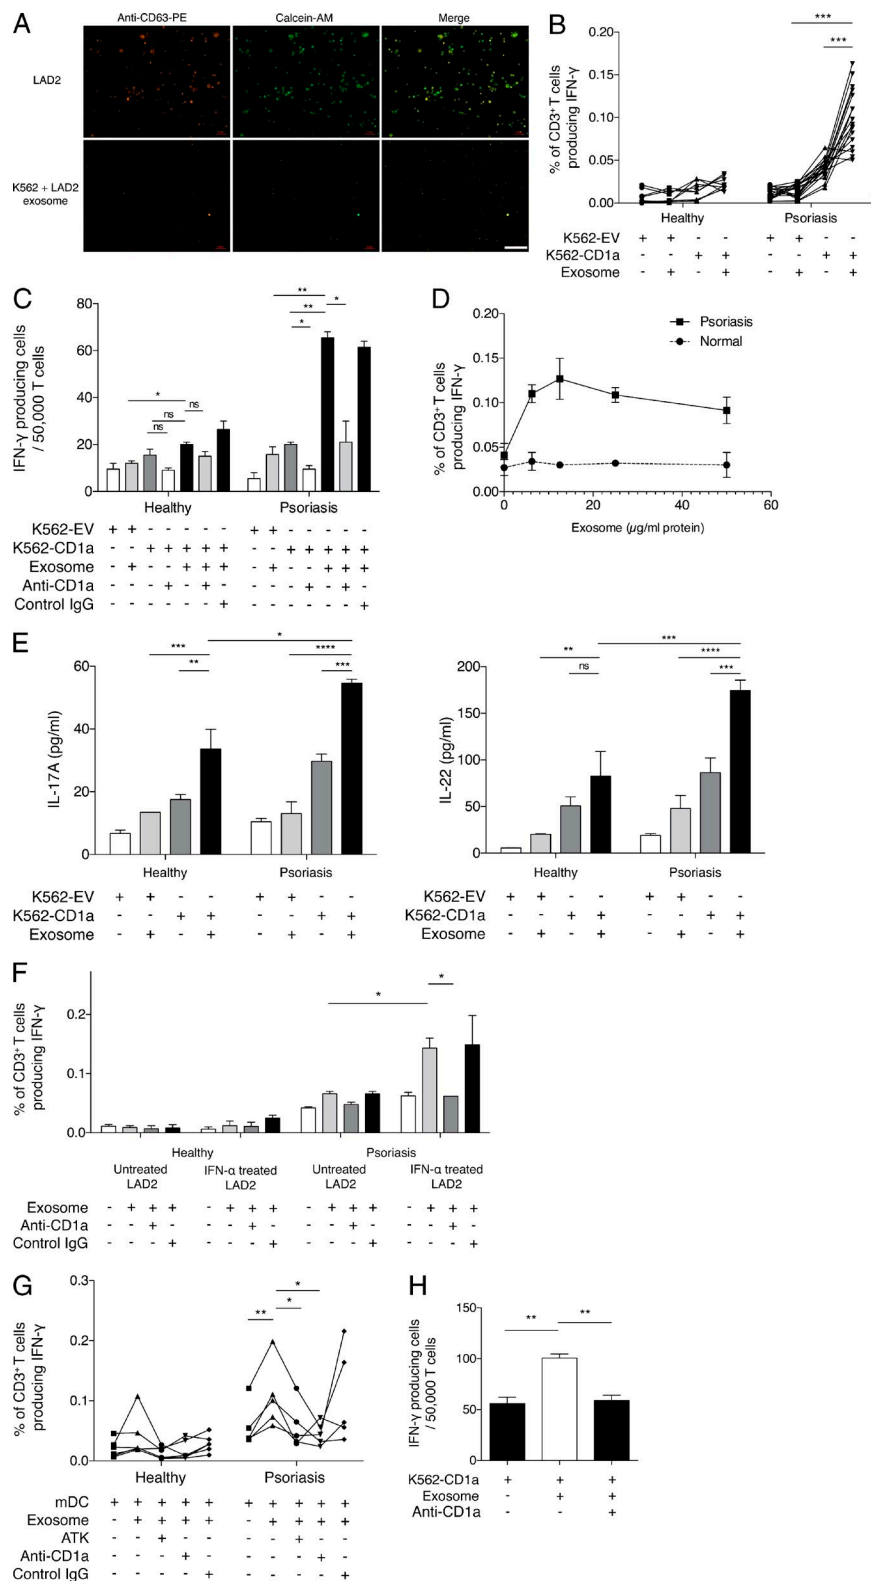 A
Anti-CD63-PE Calcein-AM Merge
LAD2
K562 + LAD2
exosome
B
% of CD3+ T cells
producing IFN-γ
0.20
0.15
0.10
0.05
0.00
*** 
***
Healthy Psoriasis
K562-EV + + - - + + - -
K562-CD1a - - + + - - + +
Exosome - + - + - + - +
C
IFN-γ producing cells
/ 50,000 T cells
80
60
40
20
0
* ns ns ns
** ** * *
Healthy Psoriasis
K562-EV + + - - - - - + + - - - - -
K562-CD1a - - + + + + + - - + + + + +
Exosome - + - - + + + - + - - + + +
Anti-CD1a - - - + - + - - - - + - + -
Control IgG - - - - - - + - - - - - - +
D
% of CD3+ T cells
producing IFN-γ
0.20
0.15
0.10
0.05
0.00
Psoriasis
Normal
0 20 40 60
Exosome (μg/ml protein)
E
IL-17A (pg/ml)
60
40
20
0
*
*** ****
** ***
Healthy Psoriasis
K562-EV + + - - + + - -
K562-CD1a - - + + - - + +
Exosome - + - + - + - +
IL-22 (pg/ml)
200
150
100
50
0
***
** ****
ns ***
Healthy Psoriasis
K562-EV + + - - + + - -
K562-CD1a - - + + - - + +
Exosome - + - + - + - +
F
% of CD3+ T cells
producing IFN-γ
0.2
0.1
0.0
*
*
Healthy Psoriasis
Untreated IFN-α treated Untreated IFN-α treated
LAD2 LAD2 LAD2 LAD2
Exosome - + + + - + + + - + + + - + + +
Anti-CD1a - - + - - - + - - - + - - - + -
Control IgG - - - + - - - + - - - + - - - +
G
% of CD3+ T cells
producing IFN-γ
0.3
0.2
0.1
0.0
*
*
**
Healthy Psoriasis
mDC + + + + + + + + + +
Exosome - + + + + - + + + +
ATK - - + - - - - + - -
Anti-CD1a - - - + - - - - + -
Control IgG - - - - + - - - - +
H
IFN-γ producing cells
/ 50,000 T cells
150
100
50
0
** **
K562-CD1a + + +
Exosome - + +
Anti-CD1a - - +